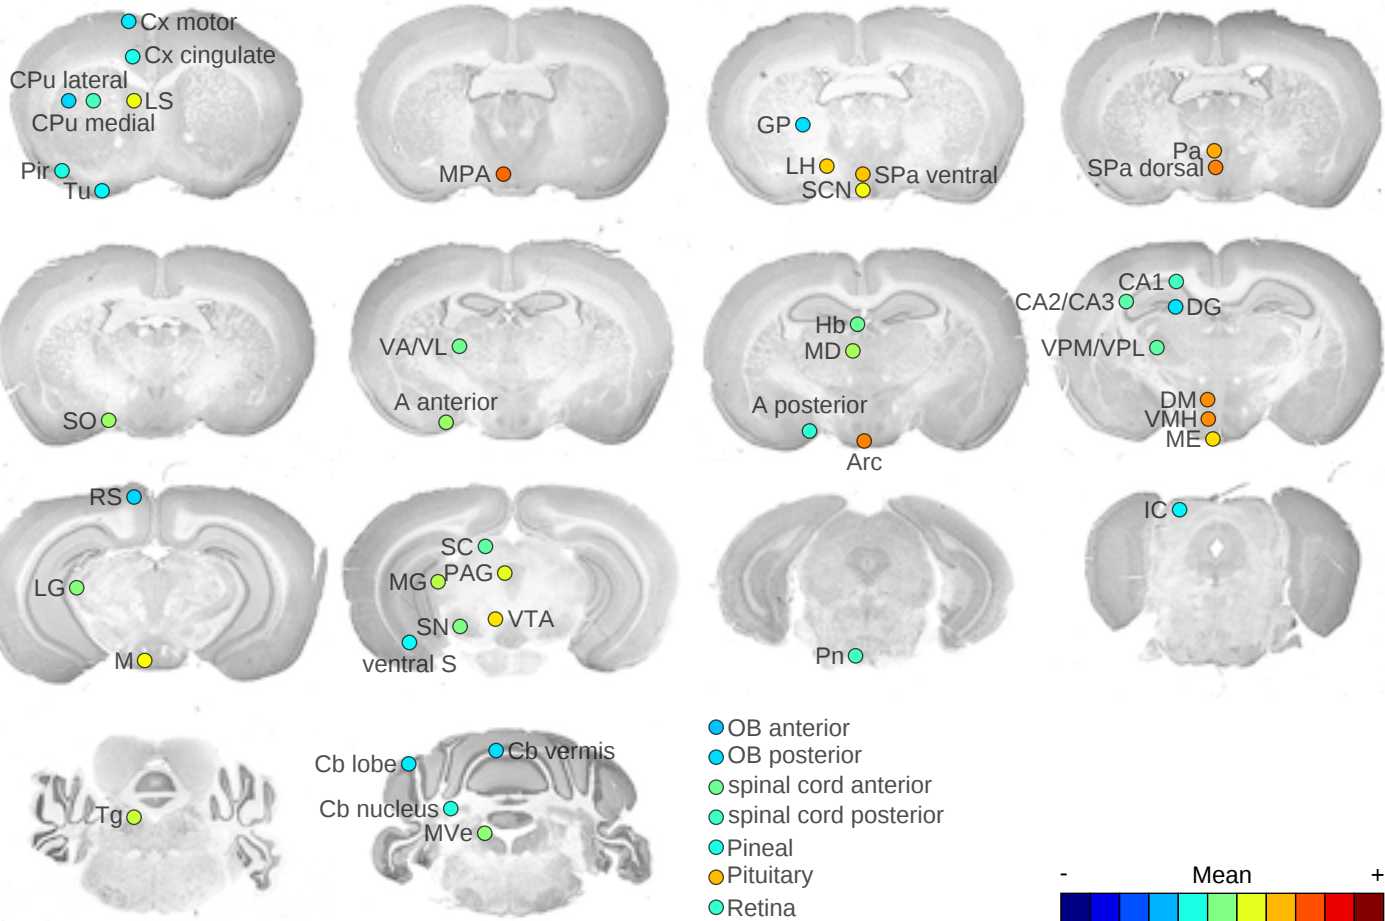 Cx motor
Cx cingulate
CPu lateral
LS
CPu medial
Pir
Tu
MPA
GP
LH
SPa ventral
SCN
Pa
SPa dorsal
SO
VA/VL
A anterior
Hb
MD
A posterior
Arc
CA1
CA2/CA3
DG
VPM/VPL
DM
VMH
ME
RS
LG
M
SC
MG
PAG
SN
VTA
ventral S
Pn
IC
Tg
Cb lobe
Cb vermis
Cb nucleus
MVe
OB anterior
OB posterior
spinal cord anterior
spinal cord posterior
Pineal
Pituitary
Retina
- Mean +